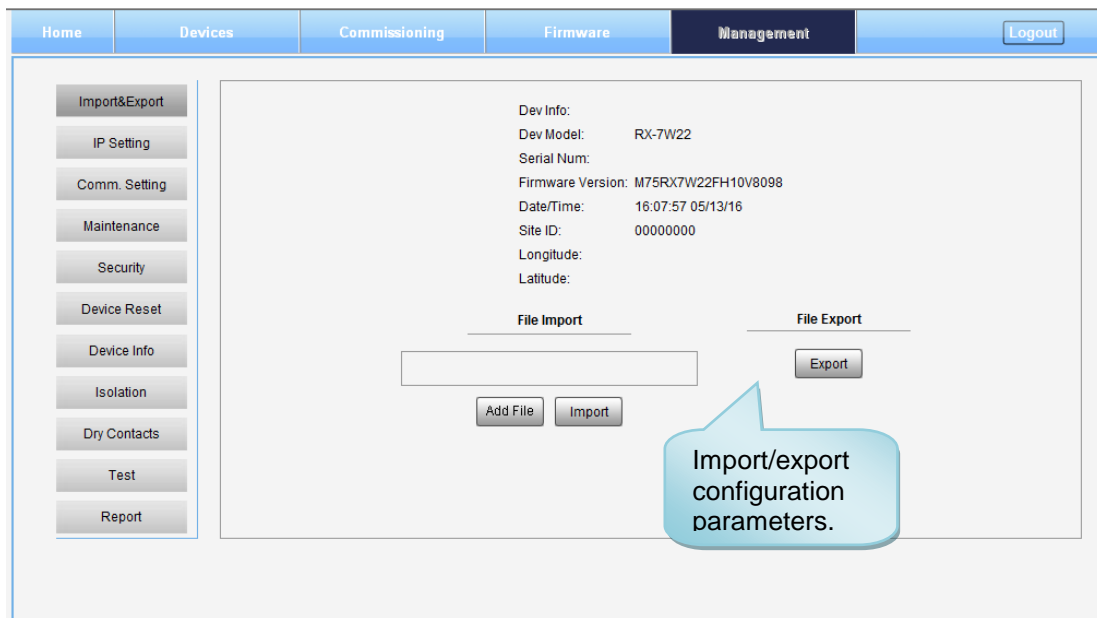 Home Devices Commissioning Firmware Management Logout
Import&Export
IP Setting
Comm. Setting
Maintenance
Security
Device Reset
Device Info
Isolation
Dry Contacts
Test
Report
Dev Info:
Dev Model: RX-7W22
Serial Num:
Firmware Version: M75RX7W22FH10V8098
Date/Time: 16:07:57 05/13/16
Site ID: 00000000
Longitude:
Latitude:
File Import File Export
Export
Add File Import
Import/export
configuration
parameters.